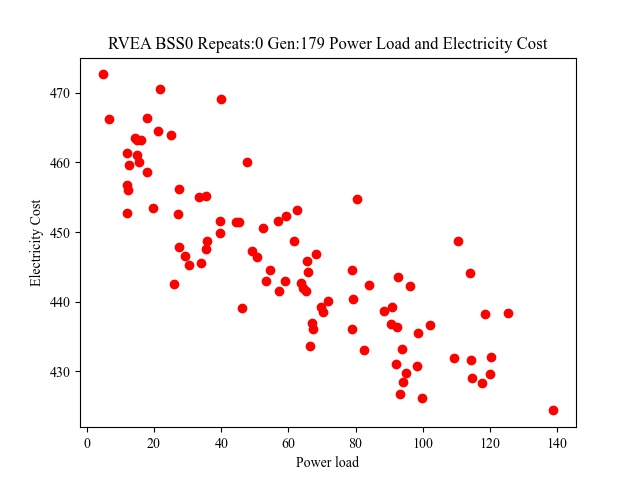 RVEA BSS0 Repeats:0 Gen:179 Power Load and Electricity Cost
470
460
450
440
430
Electricity Cost
0 20 40 60 80 100 120 140
Power load